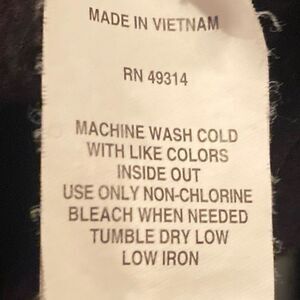 MADE IN VIETNAM
RN 49314
MACHINE WASH COLD
WITH LIKE COLORS
INSIDE OUT
USE ONLY NON-CHLORINE
BLEACH WHEN NEEDED
TUMBLE DRY LOW
LOW IRON